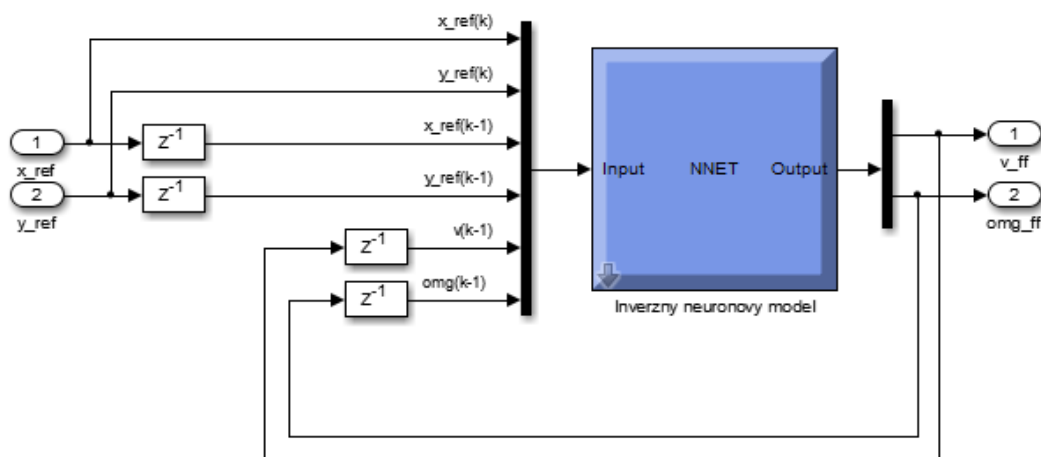 x_ref(k)
y_ref(k)
1
z-1
x_ref(k-1)
x_ref
2
z-1
y_ref(k-1)
y_ref
z-1
v(k-1)
z-1
omg(k-1)
Input
NNET
Output
Inverzny neuronovy model
1
v_ff
2
omg_ff